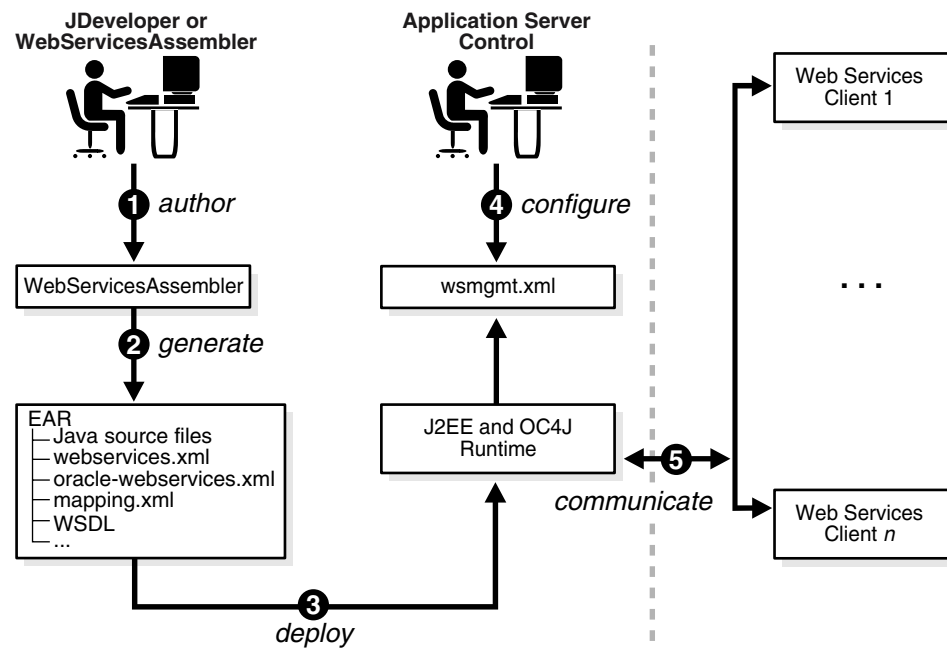 JDeveloper or
WebServicesAssembler
1 author
WebServicesAssembler
2 generate
EAR
Java source files
webservices.xml
oracle-webservices.xml
mapping.xml
WSDL
...
3
deploy
Application Server
Control
4 configure
wsmgmt.xml
J2EE and OC4J
Runtime
5
communicate
Web Services
Client 1
...
Web Services
Client n